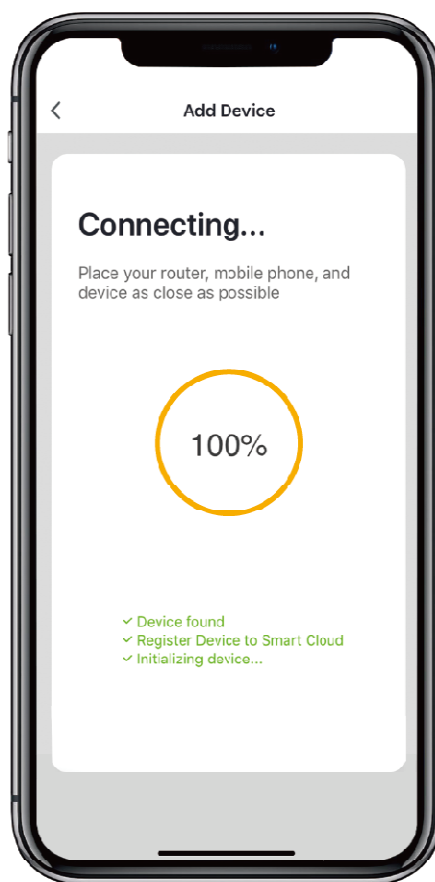 Add Device
Connecting...
Place your router, mobile phone, and
device as close as possible
100%
Device found
Register Device to Smart Cloud
Initializing device...